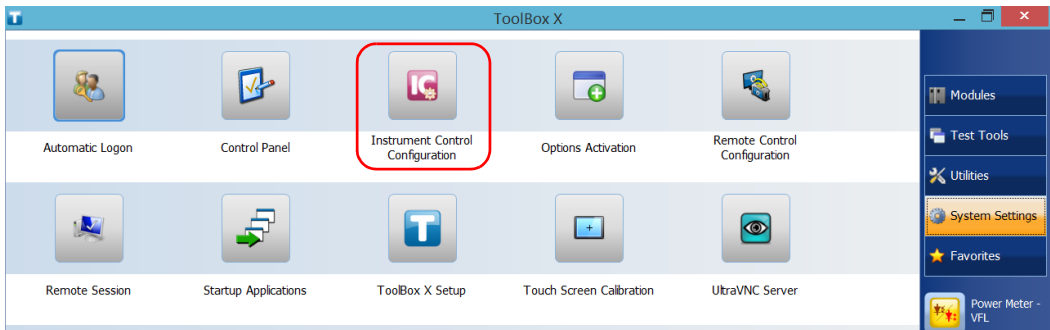 ToolBox X
Automatic Logon
Control Panel
Instrument Control
Configuration
Options Activation
Remote Control
Configuration
Remote Session
Startup Applications
ToolBox X Setup
Touch Screen Calibration
UltraVNC Server
Modules
Test Tools
Utilities
System Settings
Favorites
Power Meter -
VFL